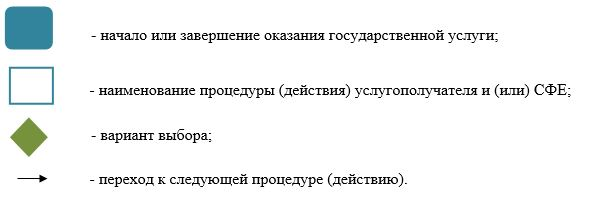 - начало или завершение оказания государственной услуги;
- наименование процедуры (действия) услугополучателя и (или) СФЕ;
- вариант выбора;
- переход к следующей процедуре (действию).